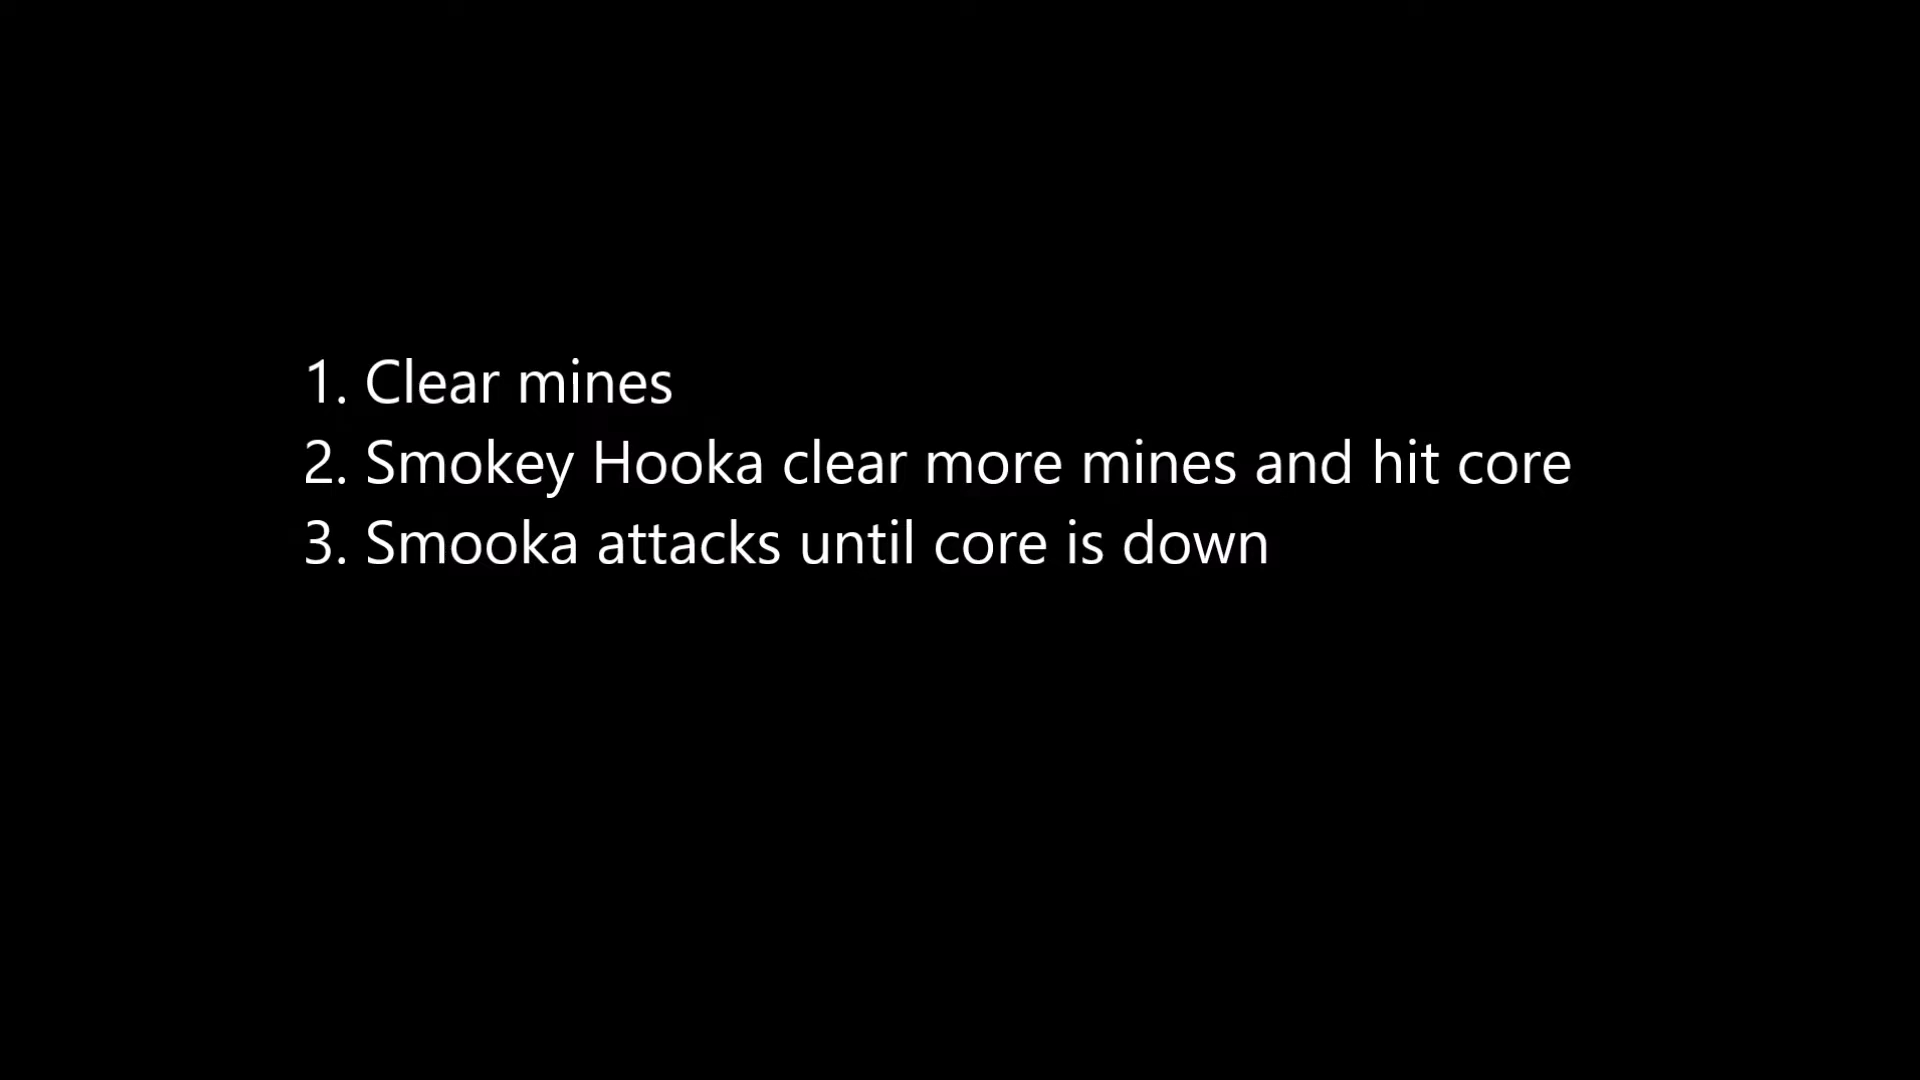 1. Clear mines
2. Smokey Hooka clear more mines and hit core
3. Smooka attacks until core is down